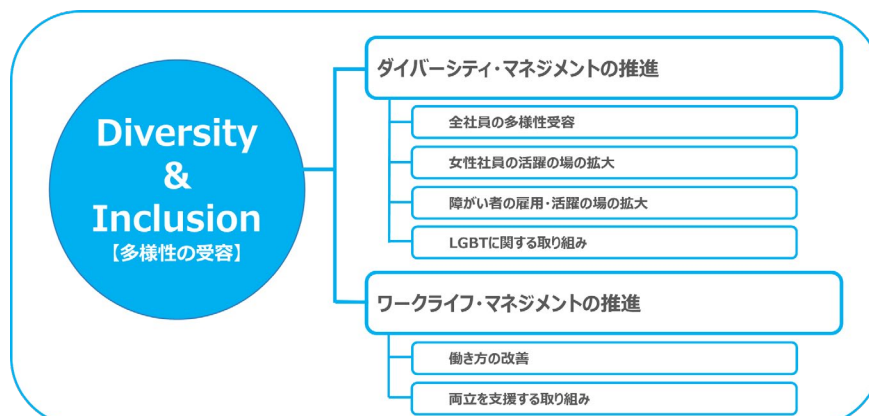 Diversity
&
Inclusion
【多様性の受容】
ダイバーシティ・マネジメントの推進
全社員の多様性受容
女性社員の活躍の場の拡大
障がい者の雇用・活躍の場の拡大
LGBTに関する取り組み
ワークライフ・マネジメントの推進
働き方の改善
両立を支援する取り組み